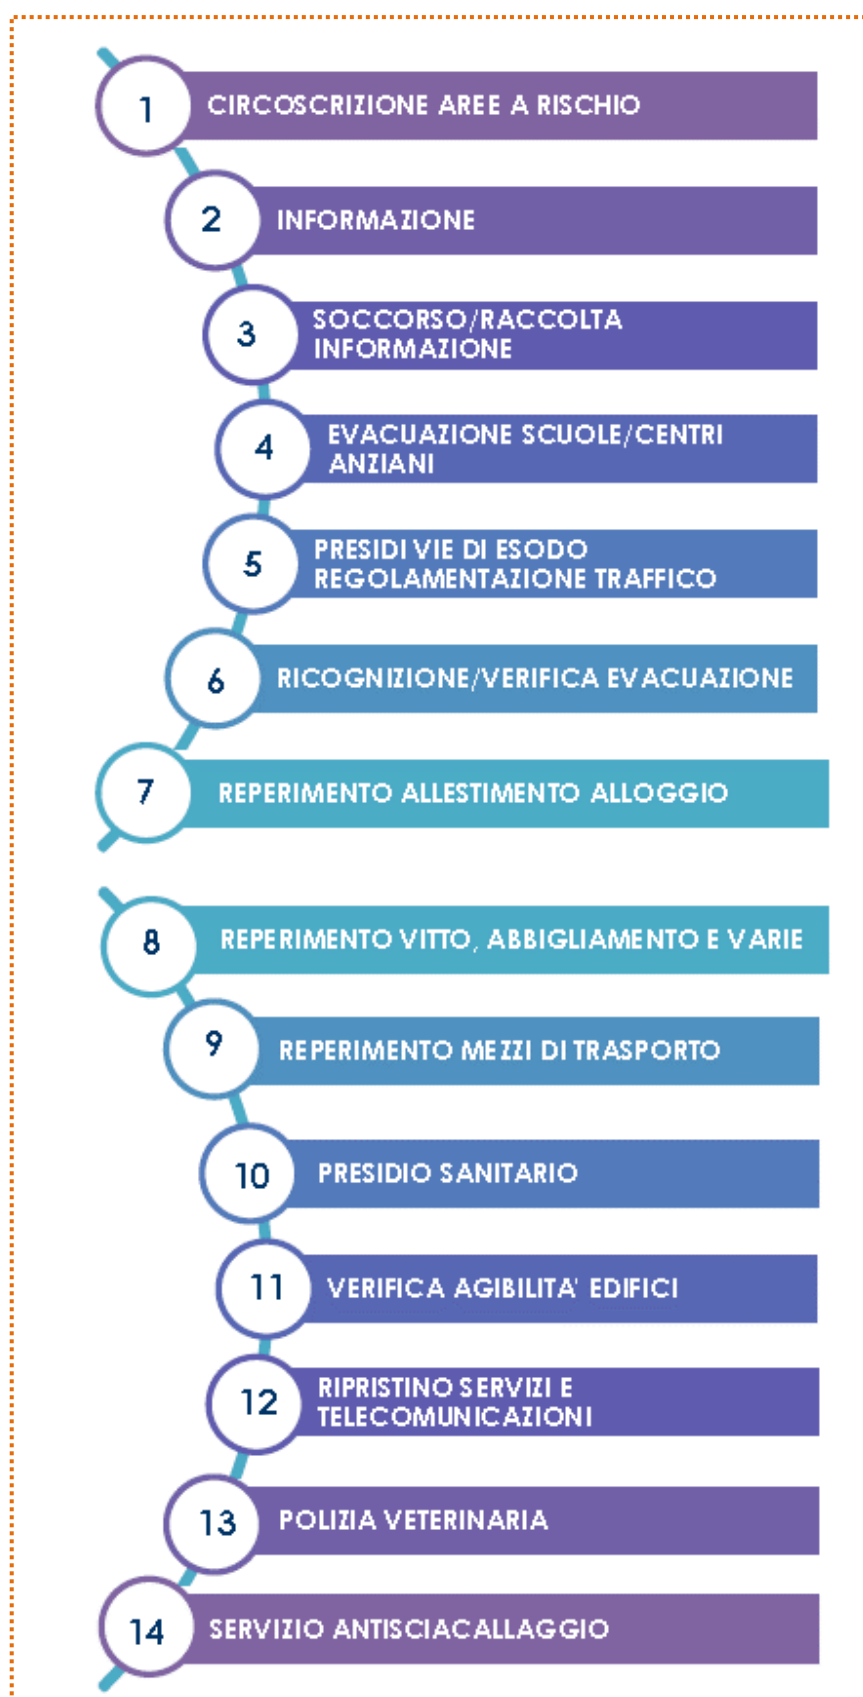 1
CIRCOSCRIZIONE AREE A RISCHIO
2
INFORMAZIONE
3
SOCCORSO/RACCOLTA
INFORMAZIONE
4
EVACUAZIONE SCUOLE/CENTRI
ANZIANI
5
PRESIDI VIE DI ESODO
REGOLAMENTAZIONE TRAFFICO
6
RICOGNIZIONE/VERIFICA EVACUAZIONE
7
REPERIMENTO ALLESTIMENTO ALLOGGIO
8
REPERIMENTO VITTO, ABBIGLIAMENTO E VARIE
9
REPERIMENTO MEZZI DI TRASPORTO
10
PRESIDIO SANITARIO
11
VERIFICA AGIBILITA' EDIFICI
12
RIPRISTINO SERVIZI E
TELECOMUNICAZIONI
13
POLIZIA VETERINARIA
14
SERVIZIO ANTISCIACALLAGGIO